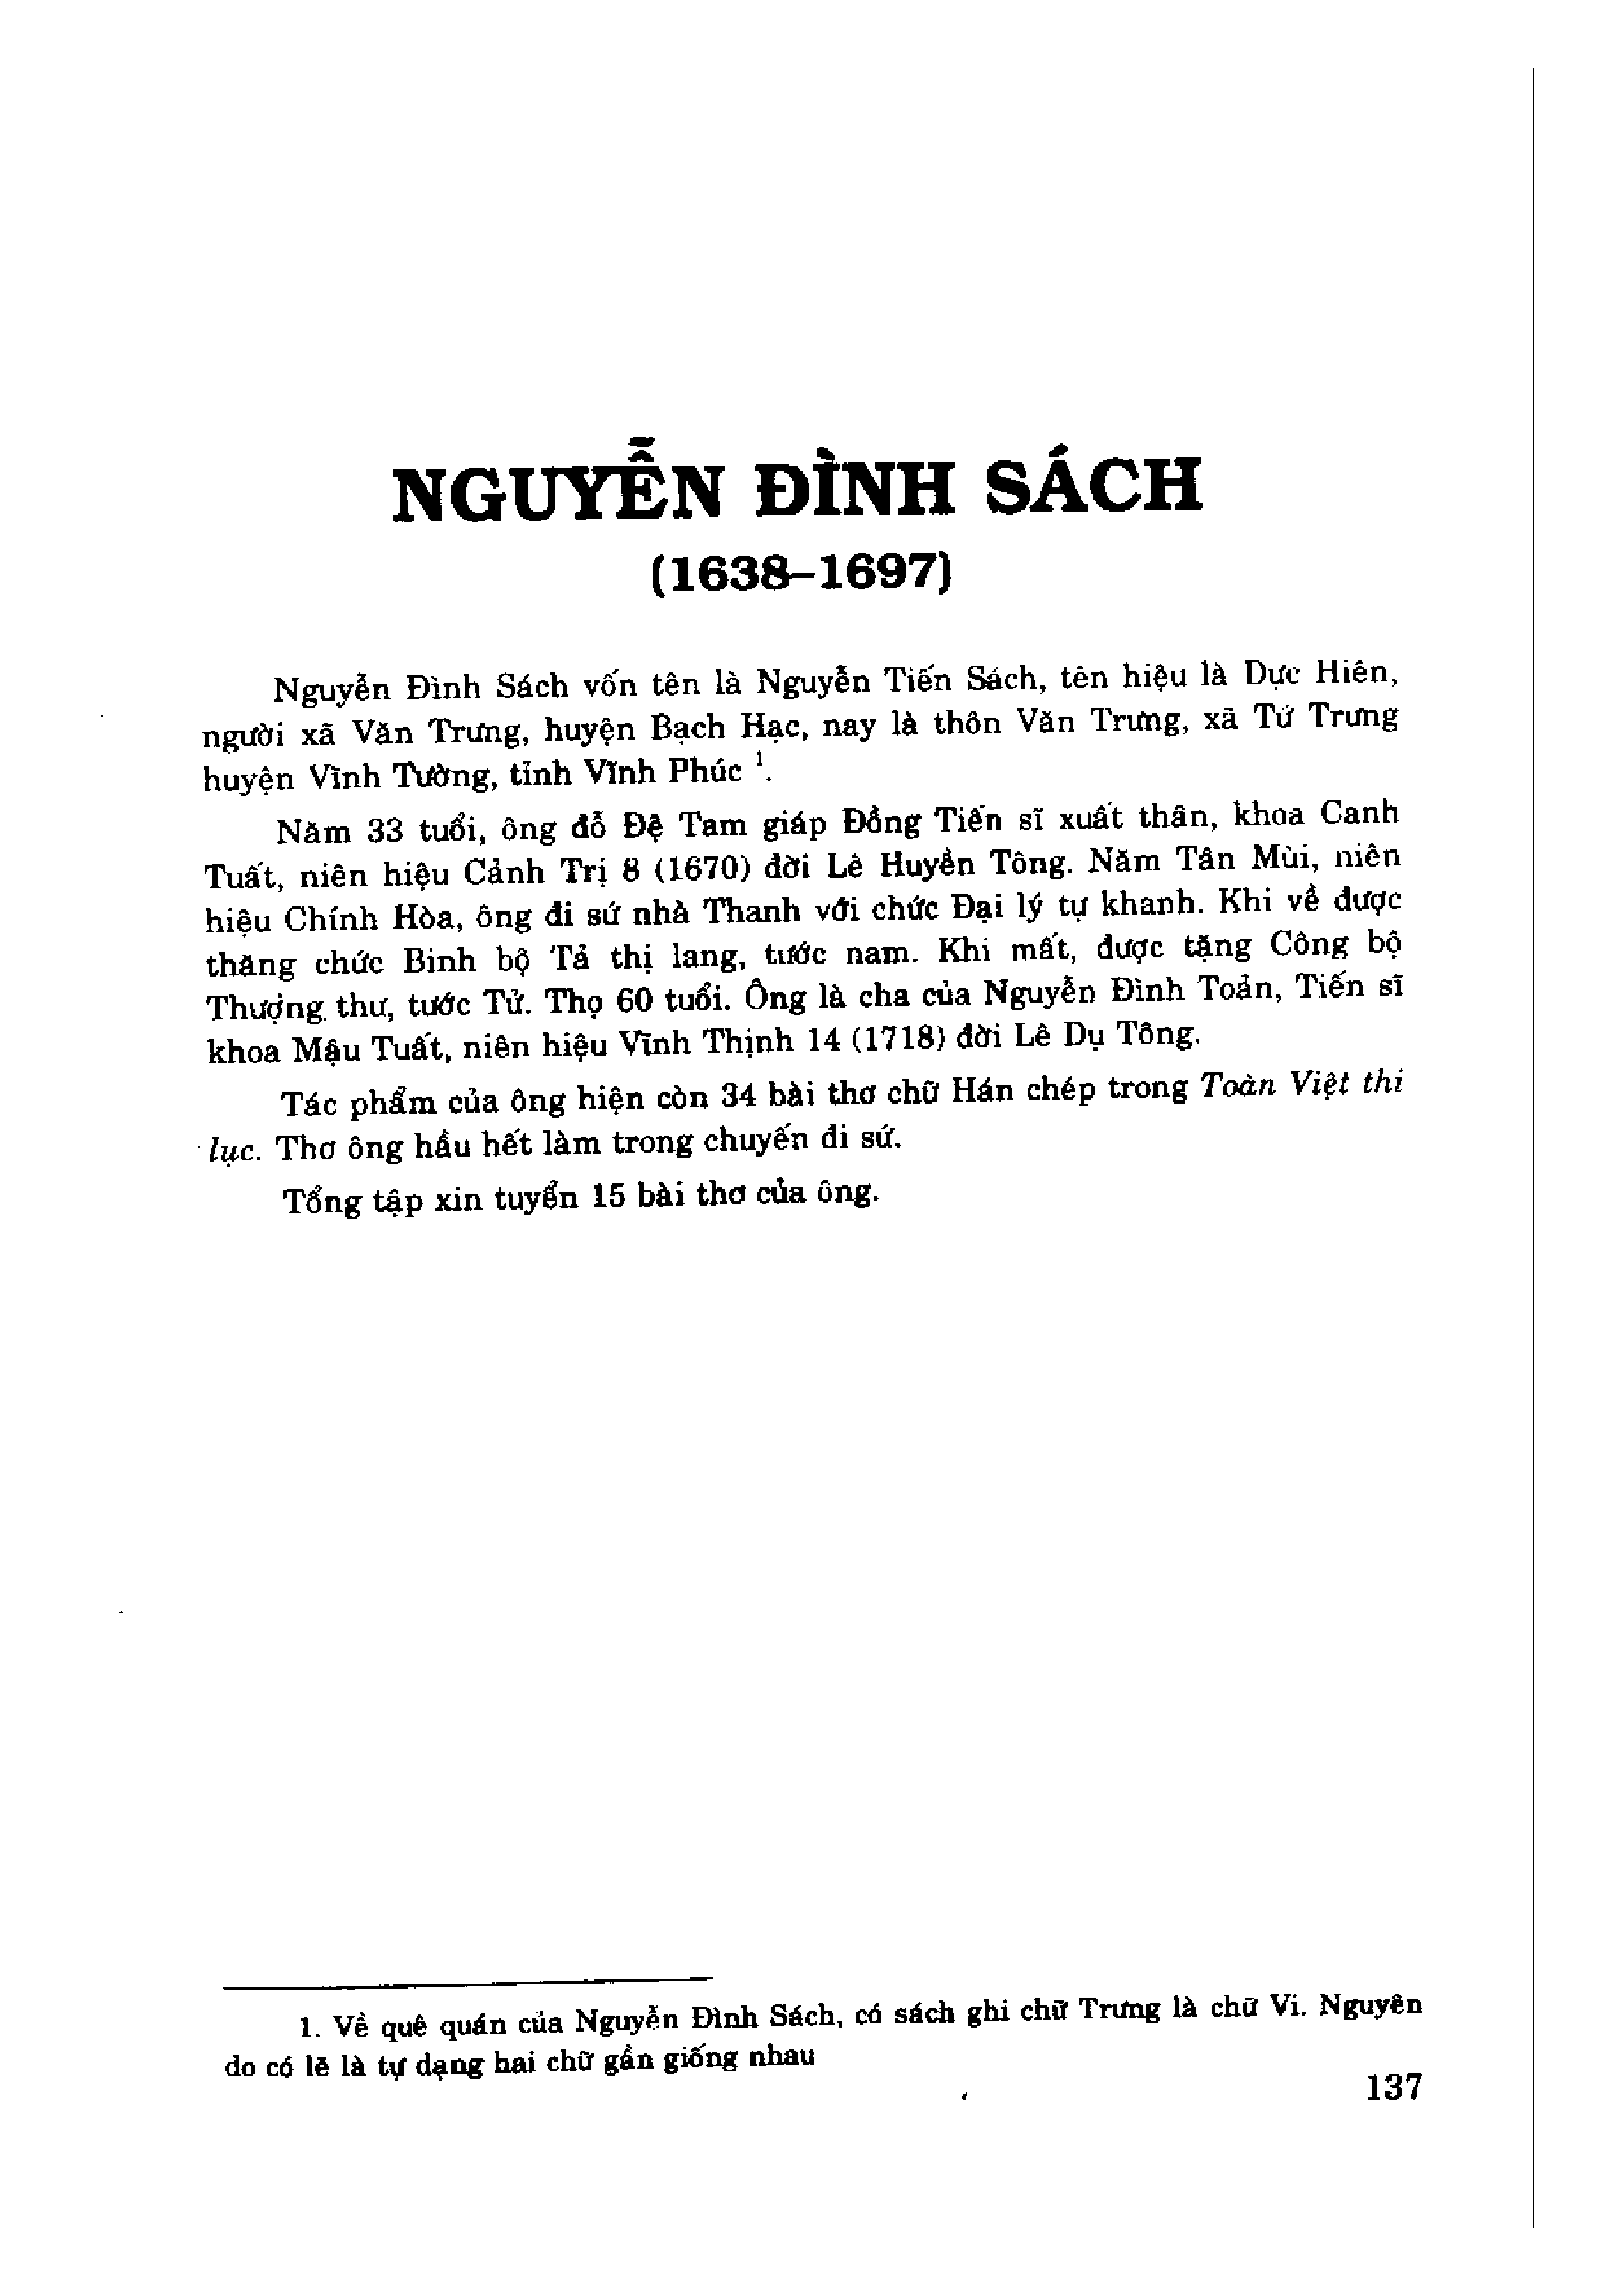 NGUYỄN ĐÌNH SÁCH
(1638–1697)
Nguyễn Đình Sách vốn tên là Nguyễn Tiến Sách, tên hiệu là Dực Hiên,
người xã Văn Trưng, huyện Bạch Hạc, nay là thôn Văn Trưng, xã Tứ Trưng
huyện Vĩnh Tường, tỉnh Vĩnh Phúc ¹.
Năm 33 tuổi, ông đỗ Đệ Tam giáp Đồng Tiến sĩ xuất thân, khoa Canh
Tuất, niên hiệu Cảnh Trị 8 (1670) đời Lê Huyền Tông. Năm Tân Mùi, niên
hiệu Chính Hòa, ông đi sứ nhà Thanh với chức Đại lý tự khanh. Khi về được
thăng chức Binh bộ Tả thị lang, tước nam. Khi mất, được tặng Công bộ
Thượng thư, tước Tử. Thọ 60 tuổi. Ông là cha của Nguyễn Đình Toản, Tiến sĩ
khoa Mậu Tuất, niên hiệu Vĩnh Thịnh 14 (1718) đời Lê Dụ Tông.
Tác phẩm của ông hiện còn 34 bài thơ chữ Hán chép trong Toàn Việt thi
lục. Thơ ông hầu hết làm trong chuyến đi sứ.
Tổng tập xin tuyển 15 bài thơ của ông.
1. Về quê quán của Nguyễn Đình Sách, có sách ghi chữ Trưng là chữ Vi. Nguyên
do có lẽ là tự dạng hai chữ gần giống nhau
137